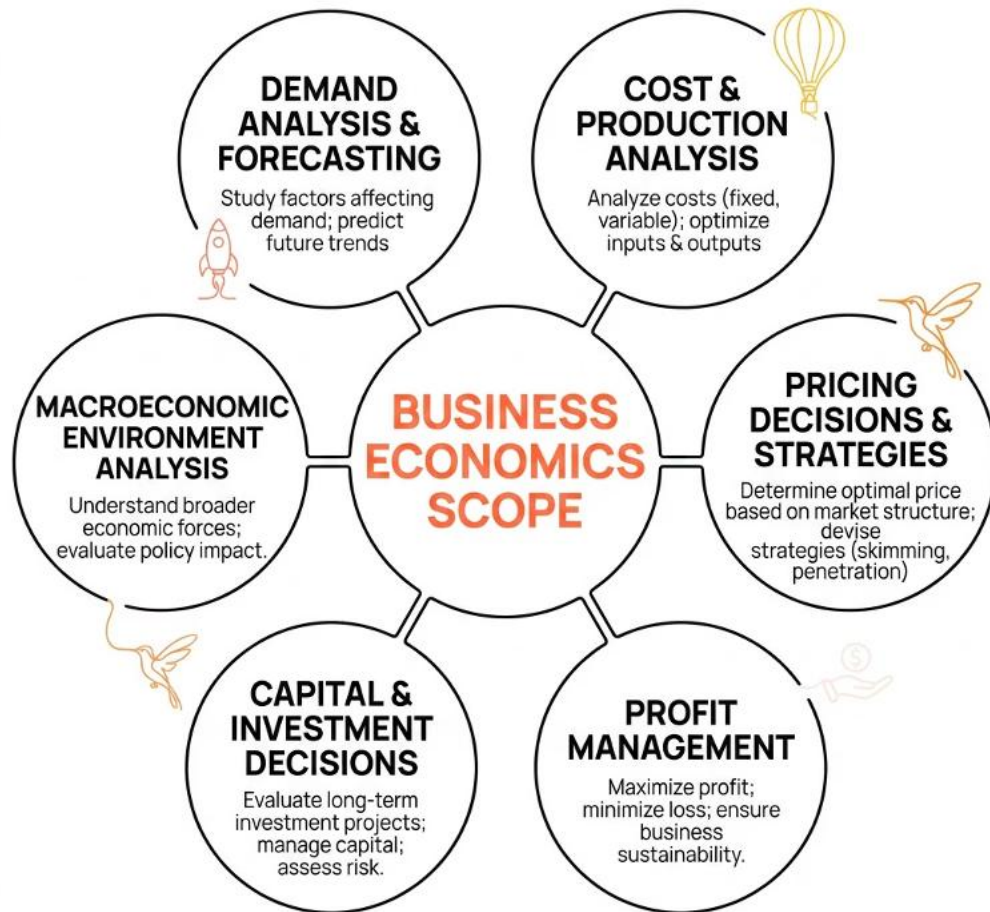 DEMAND
ANALYSIS &
FORECASTING
Study factors affecting
demand; predict
future trends
COST &
PRODUCTION
ANALYSIS
Analyze costs (fixed,
variable); optimize
inputs & outputs
MACROECONOMIC
ENVIRONMENT
ANALYSIS
Understand broader
economic forces;
evaluate policy impact.
BUSINESS
ECONOMICS
SCOPE
PRICING
DECISIONS &
STRATEGIES
Determine optimal price
based on market structure;
devise
strategies (skimming,
penetration)
CAPITAL &
INVESTMENT
DECISIONS
Evaluate long-term
investment projects;
manage capital;
assess risk.
PROFIT
MANAGEMENT
Maximize profit;
minimize loss; ensure
business
sustainability.
$